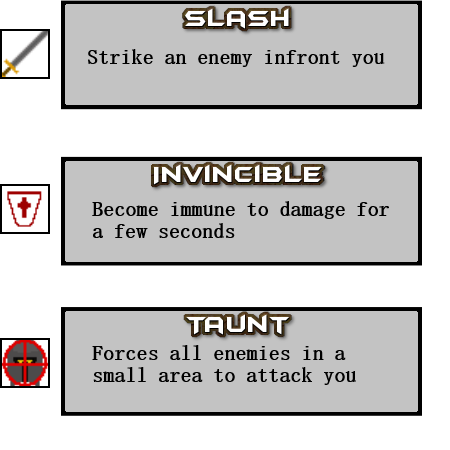 SLASH
Strike an enemy infront you
INVINCIBLE
Become immune to damage for
a few seconds
TAUNT
Forces all enemies in a
small area to attack you